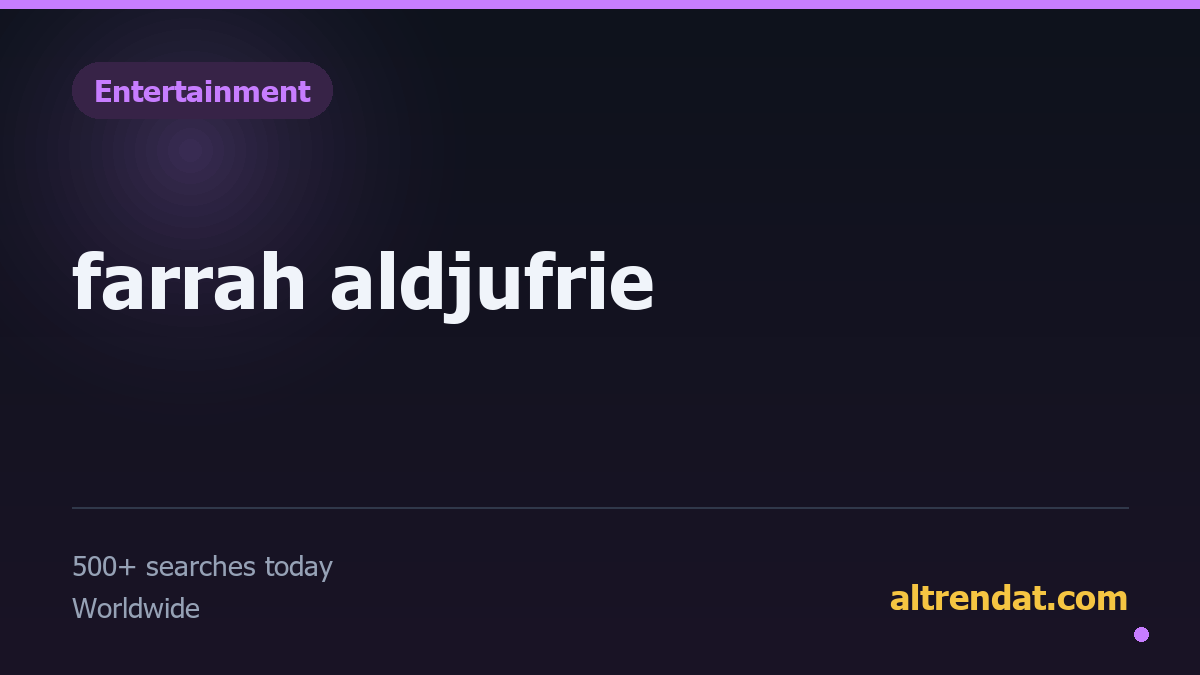 Entertainment
farrah aldjufrie
500+ searches today
Worldwide
altrendat.com